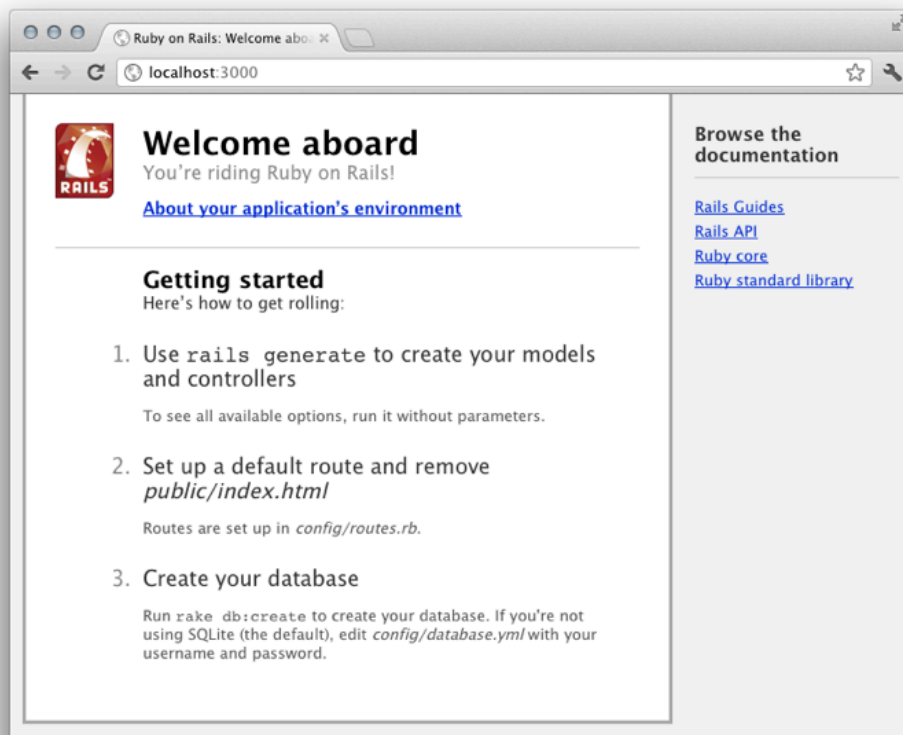 Ruby on Rails: Welcome abo
localhost:3000
RAILS
Welcome aboard
You're riding Ruby on Rails!
About your application's environment
Getting started
Here's how to get rolling:
1. Use rails generate to create your models
and controllers
To see all available options, run it without parameters.
2. Set up a default route and remove
public/index.html
Routes are set up in config/routes.rb.
3. Create your database
Run rake db:create to create your database. If you're not
using SQLite (the default), edit config/database.yml with your
username and password.
Browse the
documentation
Rails Guides
Rails API
Ruby core
Ruby standard library